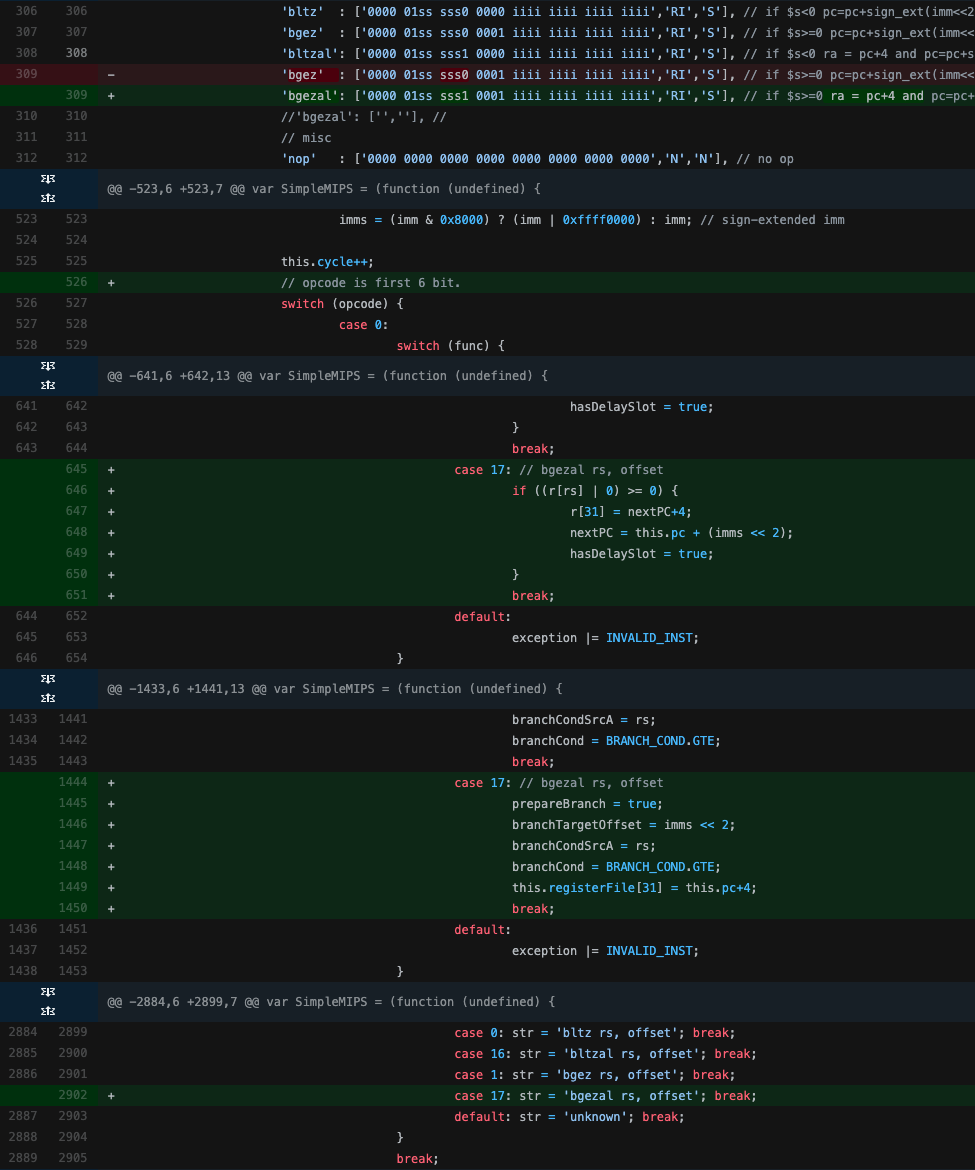 306 306 'bltz' : ['0000 01ss sss0 0000 iiii iiii iiii iiii','RI','S'], // if $s<0 pc=pc+sign_ext(imm<<2
307 307 'bgez' : ['0000 01ss sss0 0001 iiii iiii iiii iiii','RI','S'], // if $s>=0 pc=pc+sign_ext(imm<<
308 308 'bltzal': ['0000 01ss sss1 0000 iiii iiii iiii iiii','RI','S'], // if $s<0 ra = pc+4 and pc=pc+s
309 - 'bgez' : ['0000 01ss sss0 0001 iiii iiii iiii iiii','RI','S'], // if $s>=0 pc=pc+sign_ext(imm<<
309 + 'bgezal': ['0000 01ss sss1 0001 iiii iiii iiii iiii','RI','S'], // if $s>=0 ra = pc+4 and pc=pc+
310 310 //'bgezal': ['',''], //
311 311 // misc
312 312 'nop' : ['0000 0000 0000 0000 0000 0000 0000 0000','N','N'], // no op
@@ -523,6 +523,7 @@ var SimpleMIPS = (function (undefined) {
523 523 imms = (imm & 0x8000) ? (imm | 0xffff0000) : imm; // sign-extended imm
524 524
525 525 this.cycle++;
526 + // opcode is first 6 bit.
526 527 switch (opcode) {
527 528 case 0:
528 529 switch (func) {
@@ -641,6 +642,13 @@ var SimpleMIPS = (function (undefined) {
641 642 hasDelaySlot = true;
642 643 }
643 644 break;
645 + case 17: // bgezal rs, offset
646 + if ((r[rs] | 0) >= 0) {
647 + r[31] = nextPC+4;
648 + nextPC = this.pc + (imms << 2);
649 + hasDelaySlot = true;
650 + }
651 + break;
644 652 default:
645 653 exception |= INVALID_INST;
646 654 }
@@ -1433,6 +1441,13 @@ var SimpleMIPS = (function (undefined) {
1433 1441 branchCondSrcA = rs;
1434 1442 branchCond = BRANCH_COND.GTE;
1435 1443 break;
1444 + case 17: // bgezal rs, offset
1445 + prepareBranch = true;
1446 + branchTargetOffset = imms << 2;
1447 + branchCondSrcA = rs;
1448 + branchCond = BRANCH_COND.GTE;
1449 + this.registerFile[31] = this.pc+4;
1450 + break;
1436 1451 default:
1437 1452 exception |= INVALID_INST;
1438 1453 }
@@ -2884,6 +2899,7 @@ var SimpleMIPS = (function (undefined) {
2884 2899 case 0: str = 'bltz rs, offset'; break;
2885 2900 case 16: str = 'bltzal rs, offset'; break;
2886 2901 case 1: str = 'bgez rs, offset'; break;
2902 + case 17: str = 'bgezal rs, offset'; break;
2887 2903 default: str = 'unknown'; break;
2888 2904 }
2889 2905 break;